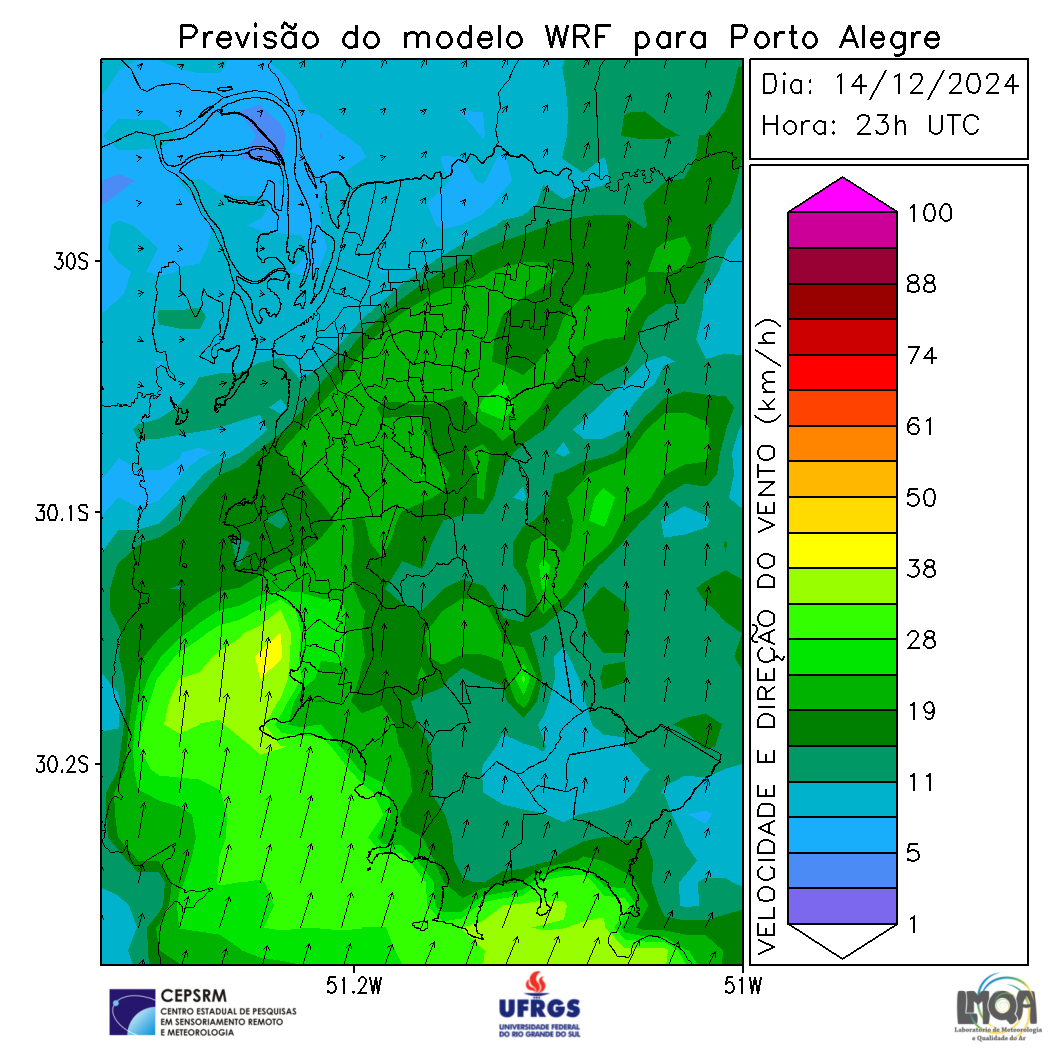 Previsão do modelo WRF para Porto Alegre
Dia: 14/12/2024
Hora: 23h UTC
30S
30.1S
30.2S
51.2W
51W
VELOCIDADE E DIREÇÃO DO VENTO (km/h)
100
88
74
61
50
38
28
19
11
5
1
CEPSRM
CENTRO ESTADUAL DE PESQUISAS
EM SENSORIAMENTO REMOTO
E METEOROLOGIA
UFRGS
UNIVERSIDADE FEDERAL
DO RIO GRANDE DO SUL
LMQA
Laboratório de Meteorologia
e Qualidade do Ar